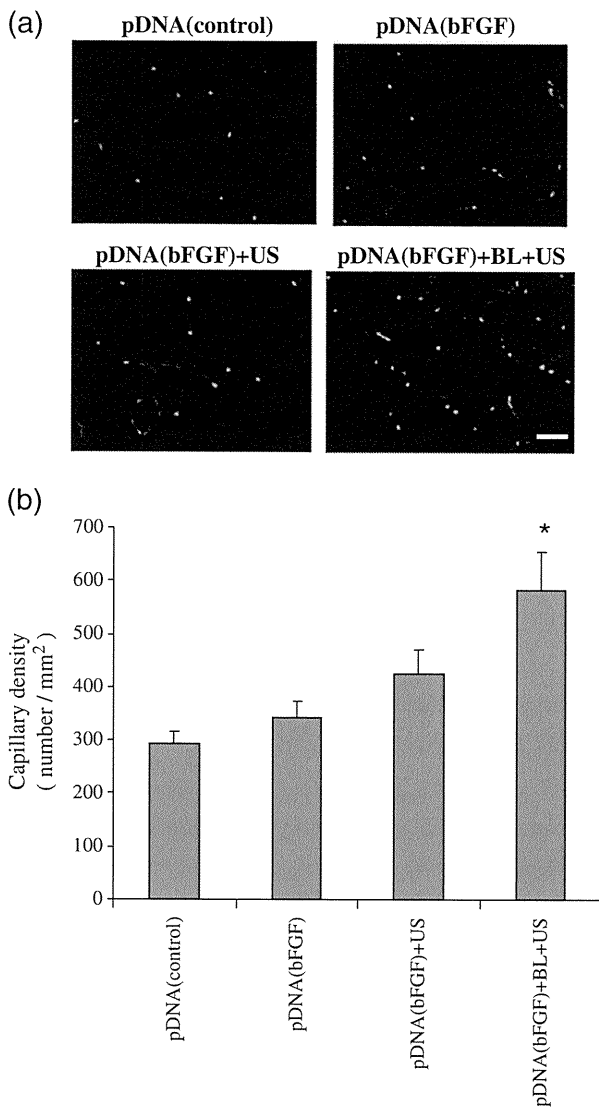 (a)
pDNA(control) pDNA(bFGF)
pDNA(bFGF)+US pDNA(bFGF)+BL+US
(b)
700
600
500
400
300
200
100
0
Capillary density
( number / mm2 )
*
pDNA(control)
pDNA(bFGF)
pDNA(bFGF)+US
pDNA(bFGF)+BL+US